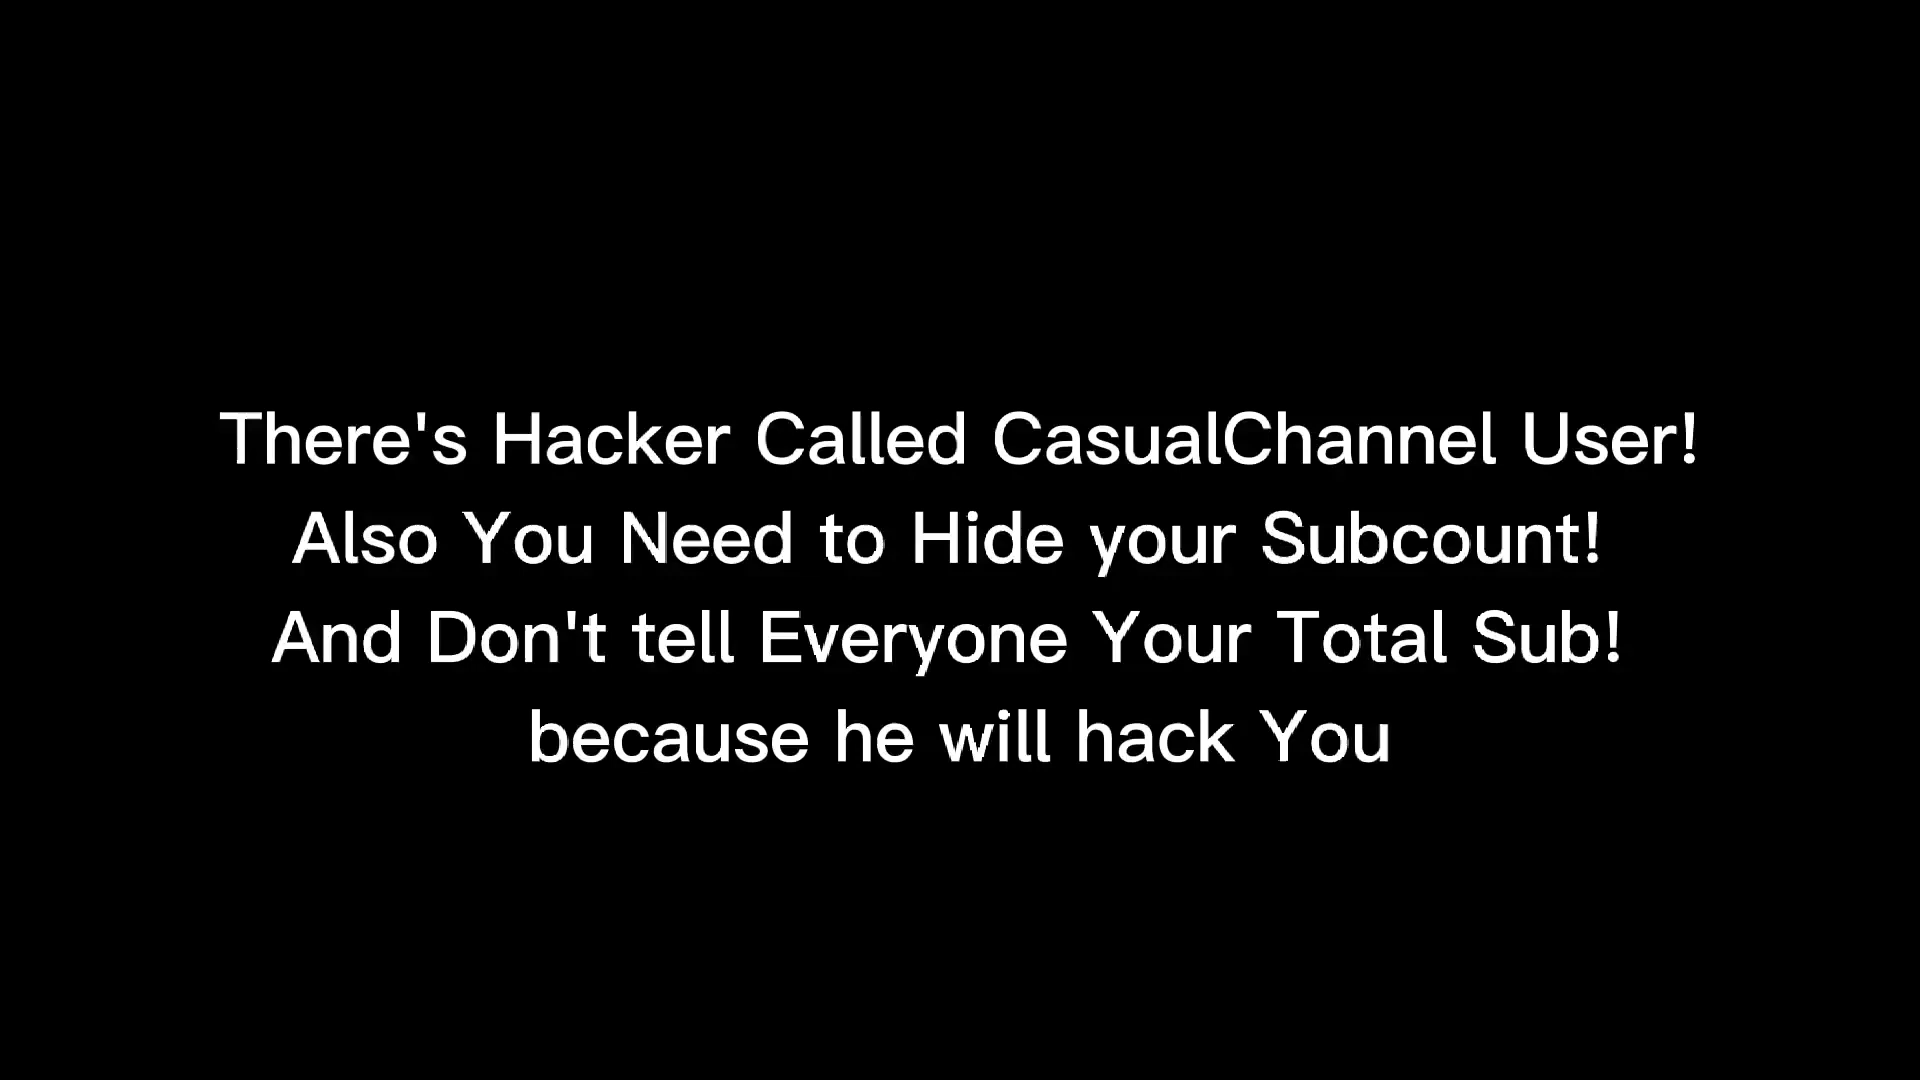 There's Hacker Called CasualChannel User!
Also You Need to Hide your Subcount!
And Don't tell Everyone Your Total Sub!
because he will hack You